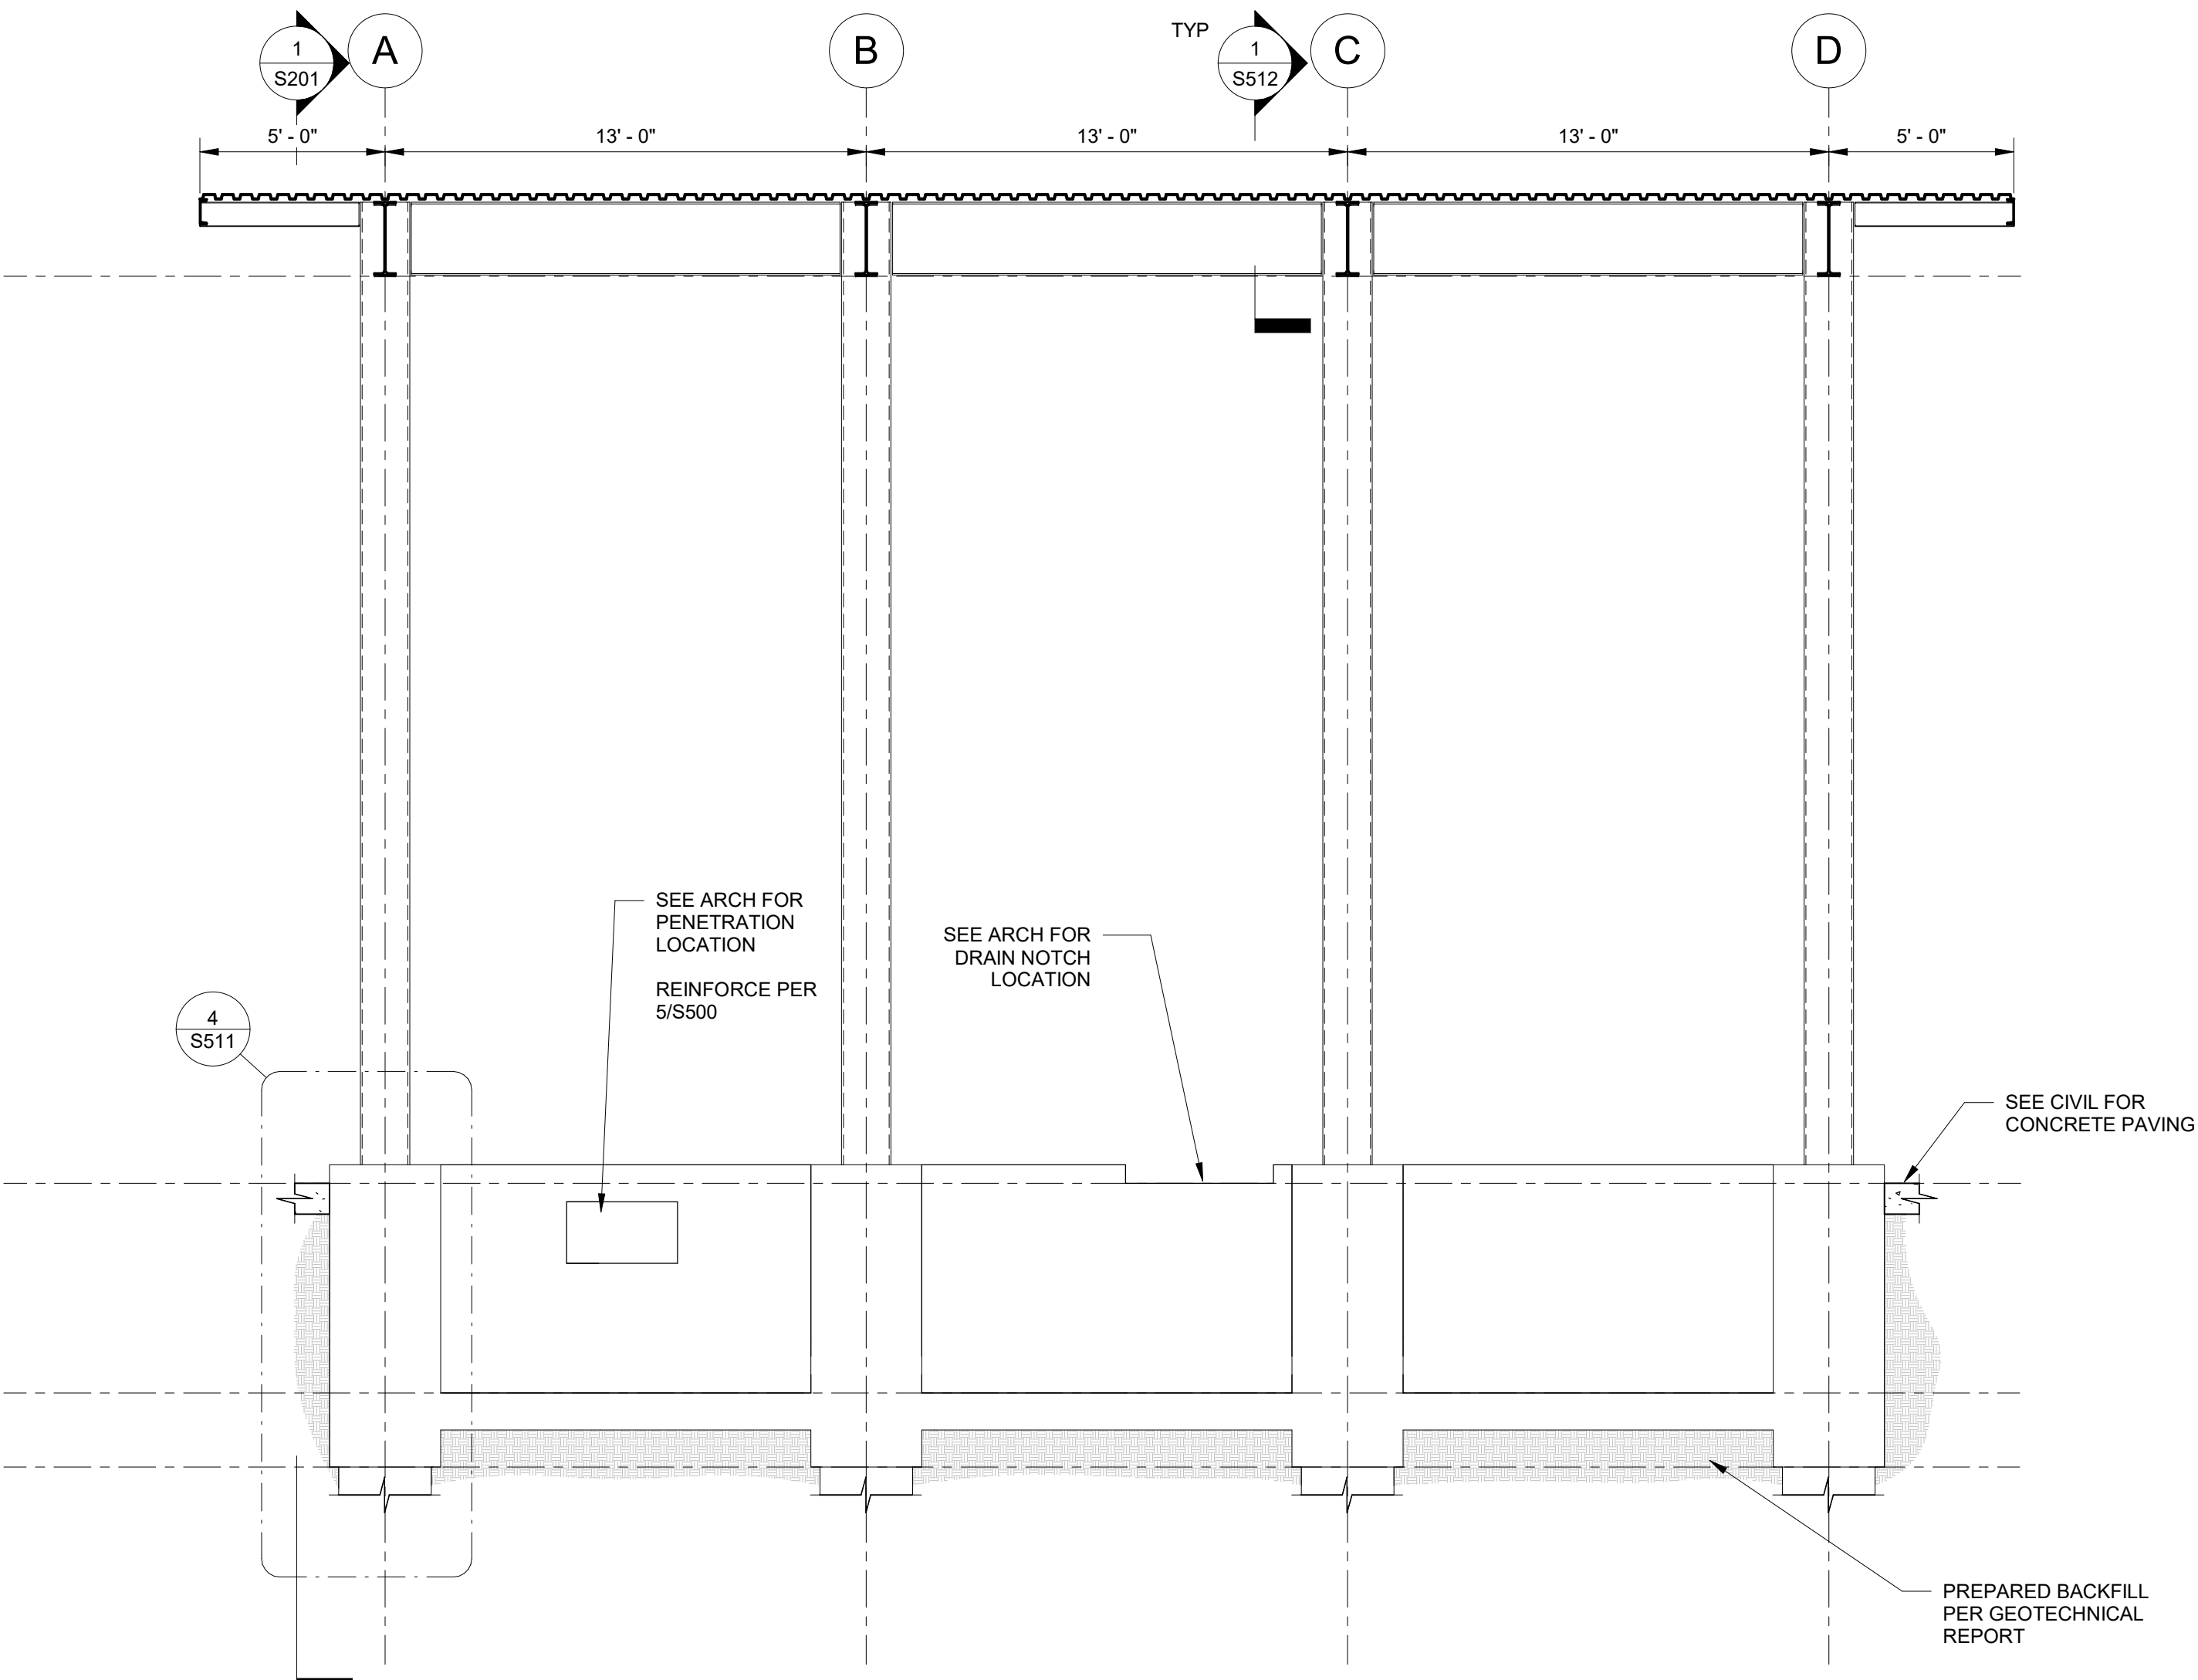 1
S201
A
B
TYP
1
S512
C
D
5' - 0"
13' - 0"
13' - 0"
13' - 0"
5' - 0"
SEE ARCH FOR
PENETRATION
LOCATION
REINFORCE PER
5/S500
SEE ARCH FOR
DRAIN NOTCH
LOCATION
4
S511
SEE CIVIL FOR
CONCRETE PAVING
PREPARED BACKFILL
PER GEOTECHNICAL
REPORT